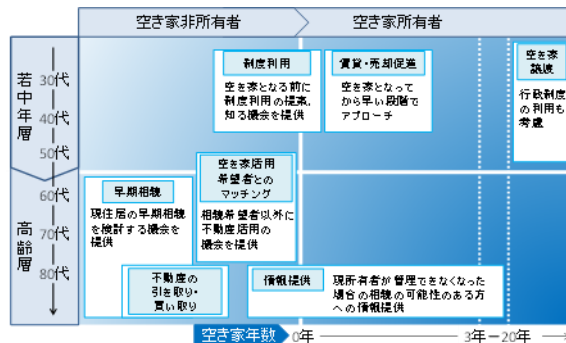 空き家非所有者
空き家所有者
若中年層
30代
40代
50代
高齢層
60代
70代
80代
制度利用
空き家となる前に
制度利用の提案、
知る機会を提供
賃貸・売却促進
空き家となって
から早い段階で
アプローチ
空き家
譲渡
行政制度
の利用も
考慮
空き家活用
希望者との
マッチング
相続希望者以外に
不動産活用の
機会を提供
早期相続
現住居の早期相続
を検討する機会を
提供
不動産の
引き取り・
買い取り
情報提供
現所有者が管理できなくなった
場合の相続の可能性のある方
への情報提供
空き家年数
0年
3年
20年